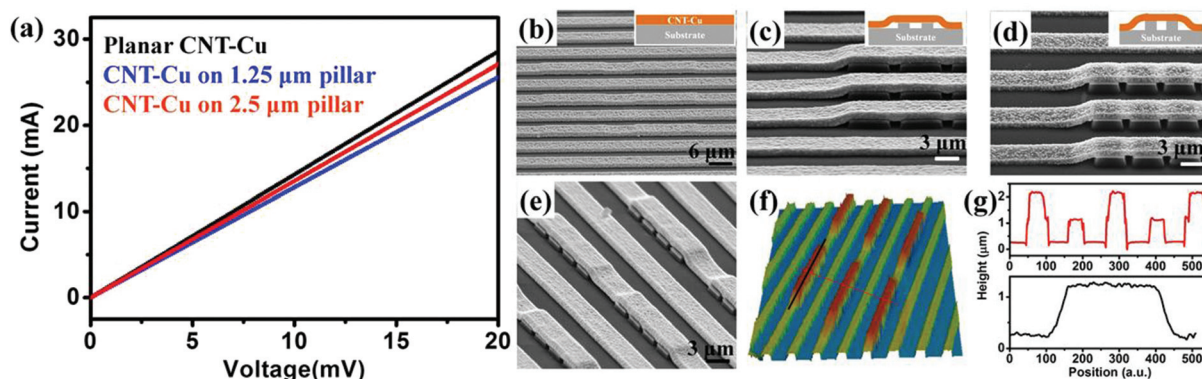 (a)
30
20
10
0
Current (mA)
Planar CNT-Cu
CNT-Cu on 1.25 μm pillar
CNT-Cu on 2.5 μm pillar
0 5 10 15 20
Voltage(mV)
(b)
CNT-Cu
Substrate
6 μm
(c)
Substrate
3 μm
(d)
Substrate
3 μm
(e)
3 μm
(f)
(g)
Height (μm)
2
1
0
0 100 200 300 400 500
1
0
0 100 200 300 400 500
Position (a.u.)